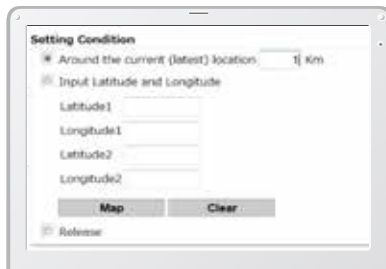 Setting Condition
Around the current (latest) location 1 Km
Input Latitude and Longitude
Latitude1
Longitude1
Latitude2
Longitude2
Map Clear
Release